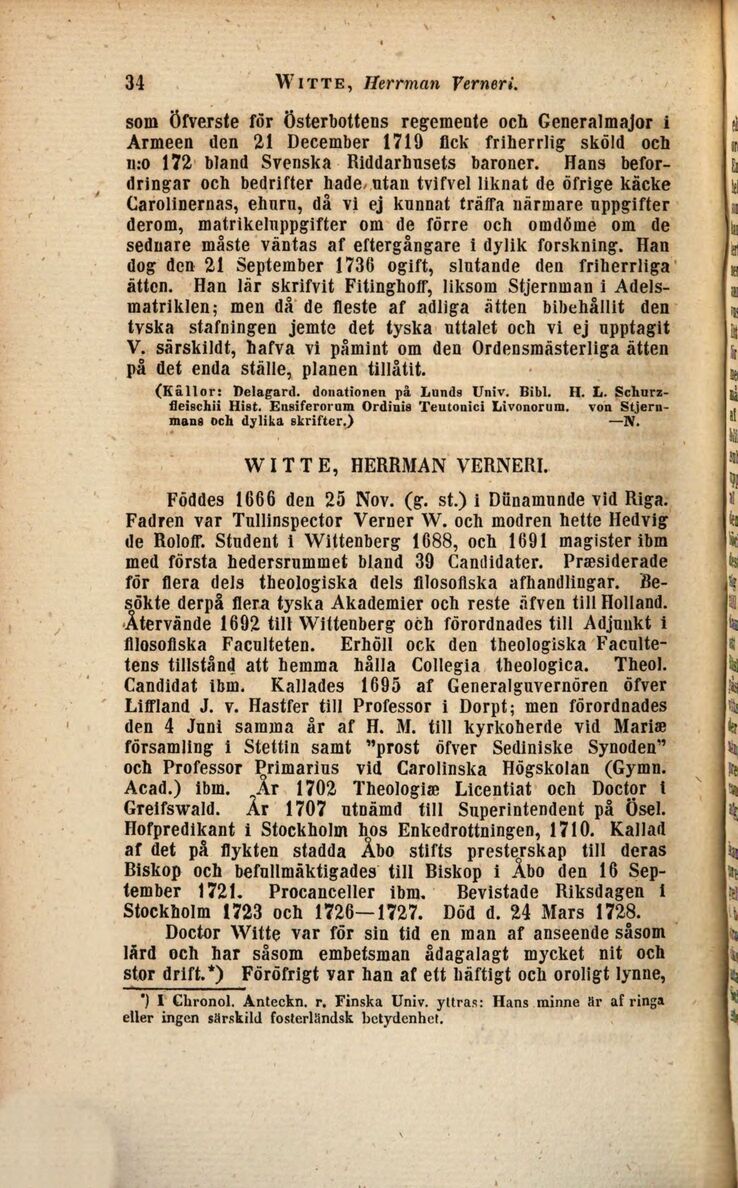 34 WITTE, Herrman Verneri.
som Öfverste för Österbottens regemente och Generalmajor i
Armeen den 21 December 1719 fick friherrlig sköld och
n:o 172 bland Svenska Riddarhusets baroner. Hans befor-
dringar och bedrifter hade utan tvifvel liknat de öfrige käcke
Carolinernas, ehuru, då vi ej kunnat träffa närmare uppgifter
derom, matrikeluppgifter om de förre och omdöme om de
sednare måste väntas af eftergångare i dylik forskning. Han
dog den 21 September 1736 ogift, slutande den friherrliga
ätten. Han lär skrifvit Fitinghoff, liksom Stjernman i Adels-
matriklen; men då de fleste af adliga ätten bibehållit den
tyska stafningen jemte det tyska uttalet och vi ej upptagit
V. särskildt, hafva vi påmint om den Ordensmästerliga ätten
på det enda ställe, planen tillåtit.
(Källor: Delagard. donationen på Lunds Univ. Bibl. H. L. Schurz-
fleischii Hist. Ensiferorum Ordinis Teutonici Livonorum. von Stjern-
mans och dylika skrifter.) —N.
WITTE, HERRMAN VERNERI.
Föddes 1666 den 25 Nov. (g. st.) i Dünamunde vid Riga.
Fadren var Tullinspector Verner W. och modren hette Hedvig
de Roloff. Student i Wittenberg 1688, och 1691 magister ibm
med första hedersrummet bland 39 Candidater. Præsiderade
för flera dels theologiska dels filosofiska afhandlingar. Be-
sökte derpå flera tyska Akademier och reste äfven till Holland.
Återvände 1692 till Wittenberg och förordnades till Adjunkt i
filosofiska Faculteten. Erhöll ock den theologiska Faculte-
tens tillstånd att hemma hålla Collegia theologica. Theol.
Candidat ibm. Kallades 1695 af Generalguvernören öfver
Liffland J. v. Hastfer till Professor i Dorpt; men förordnades
den 4 Juni samma år af H. M. till kyrkoherde vid Mariæ
församling i Stettin samt "prost öfver Sediniske Synoden"
och Professor Primarius vid Carolinska Högskolan (Gymn.
Acad.) ibm. År 1702 Theologiæ Licentiat och Doctor i
Greifswald. År 1707 utnämd till Superintendent på Ösel.
Hofpredikant i Stockholm hos Enkedrottningen, 1710. Kallad
af det på flykten stadda Åbo stifts presterskap till deras
Biskop och befullmäktigades till Biskop i Åbo den 16 Sep-
tember 1721. Procanceller ibm. Bevistade Riksdagen i
Stockholm 1723 och 1726—1727. Död d. 24 Mars 1728.
Doctor Witte var för sin tid en man af anseende såsom
lärd och har såsom embetsman ådagalagt mycket nit och
stor drift.*) Föröfrigt var han af ett häftigt och oroligt lynne,
*) I Chronol. Anteckn. r. Finska Univ. yttras: Hans minne är af ringa
eller ingen särskild fosterländsk betydenhet.